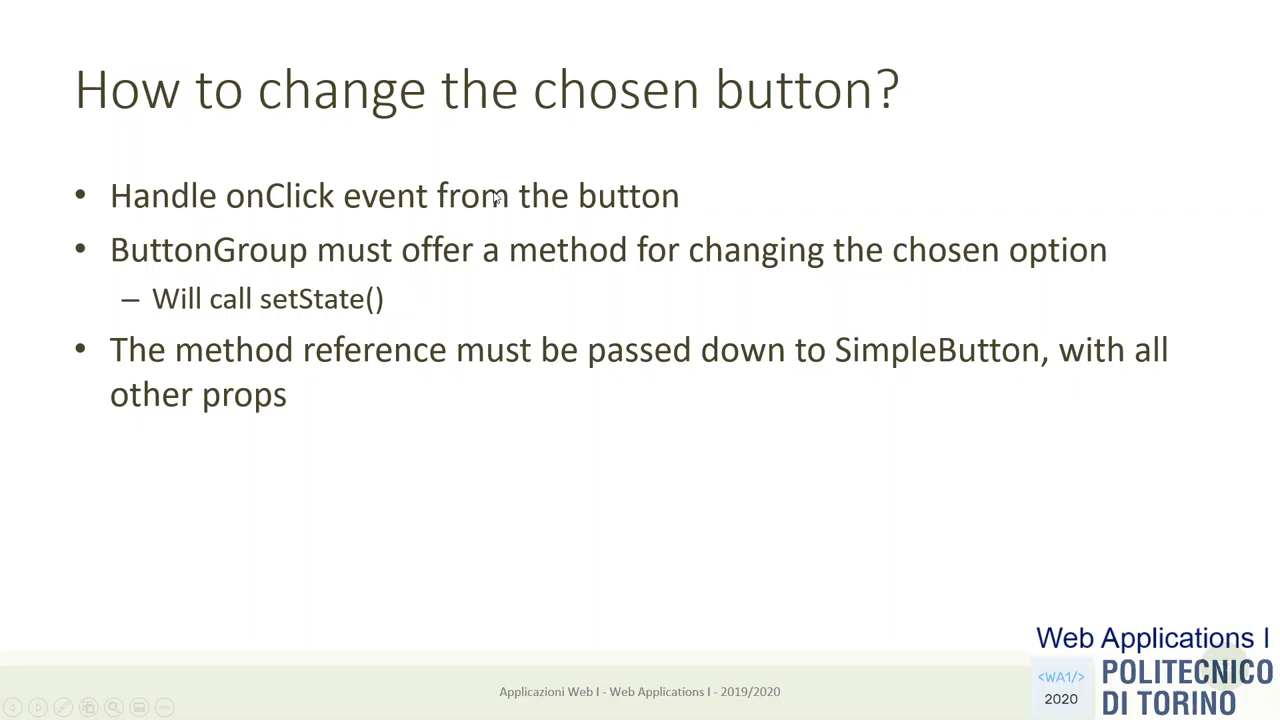 How to change the chosen button?
• Handle onClick event from the button
• ButtonGroup must offer a method for changing the chosen option
– Will call setState()
• The method reference must be passed down to SimpleButton, with all
other props
Applicazioni Web I - Web Applications I - 2019/2020
Web Applications I
<WA1/>
2020
POLITECNICO
DI TORINO